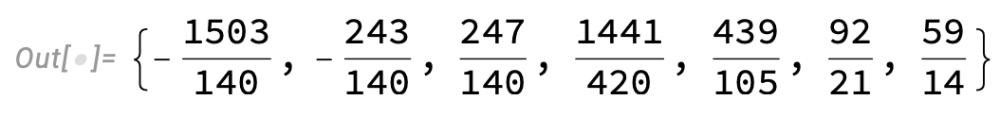 Out[•]= {-1503/140, -243/140, 247/140, 1441/420, 439/105, 92/21, 59/14}